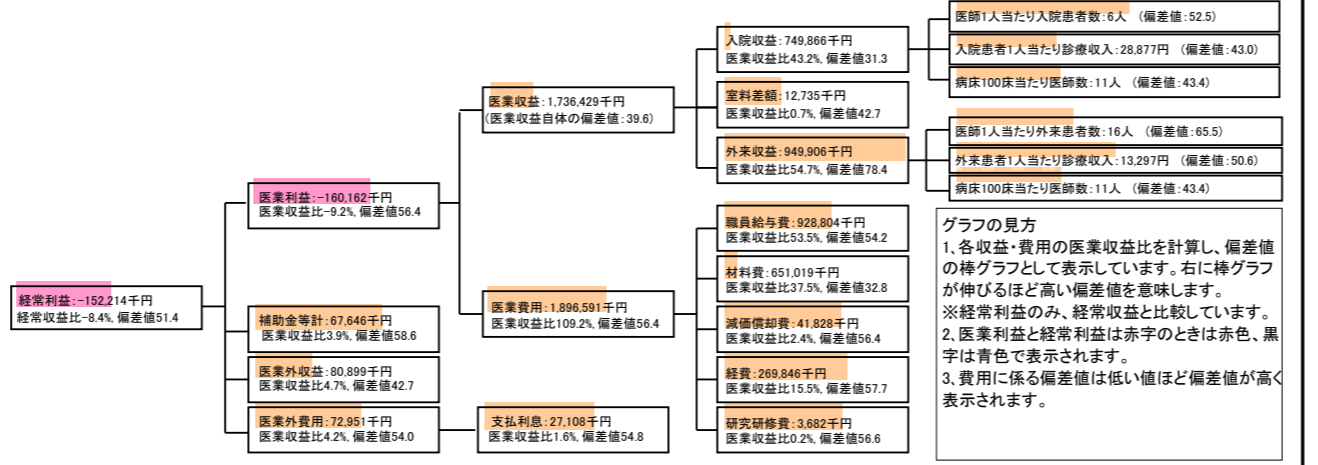 経常利益:-152,214千円
経常収比-8.4%, 偏差値51.4
医業利益:-160,162千円
医業収益比-9.2%, 偏差値56.4
補助金等計:67,646千円
医業収益比3.9%, 偏差値58.6
医業外収益:80,899千円
医業収益比4.7%, 偏差値42.7
医業外費用:72,951千円
医業収益比4.2%, 偏差値54.0
支払利息:27,108千円
医業収益比1.6%, 偏差値54.8
医業収益:1,736,429千円
(医業収益自体の偏差値:39.6)
医業費用:1,896,591千円
医業収益比109.2%, 偏差値56.4
入院収益:749,866千円
医業収益比43.2%, 偏差値31.3
室料差額:12,735千円
医業収益比0.7%, 偏差値42.7
外来収益:949,906千円
医業収益比54.7%, 偏差値78.4
職員給与費:928,804千円
医業収益比53.5%, 偏差値54.2
材料費:651,019千円
医業収益比37.5%, 偏差値32.8
減価償却費:41,828千円
医業収益比2.4%, 偏差値56.4
経費:269,846千円
医業収益比15.5%, 偏差値57.7
研究研修費:3,682千円
医業収益比0.2%, 偏差値56.6
医師1人当たり入院患者数:6人 (偏差値:52.5)
入院患者1人当たり診療収入:28,877円 (偏差値:43.0)
病床100床当たり医師数:11人 (偏差値:43.4)
医師1人当たり外来患者数:16人 (偏差値:65.5)
外来患者1人当たり診療収入:13,297円 (偏差値:50.6)
病床100床当たり医師数:11人 (偏差値:43.4)
グラフの見方
1、各収益・費用の医業収益比を計算し、偏差値
の棒グラフとして表示しています。右に棒グラフ
が伸びるほど高い偏差値を意味します。
※経常利益のみ、経常収益と比較しています。
2、医業利益と経常利益は赤字のときは赤色、黒
字は青色で表示されます。
3、費用に係る偏差値は低い値ほど偏差値が高く
表示されます。